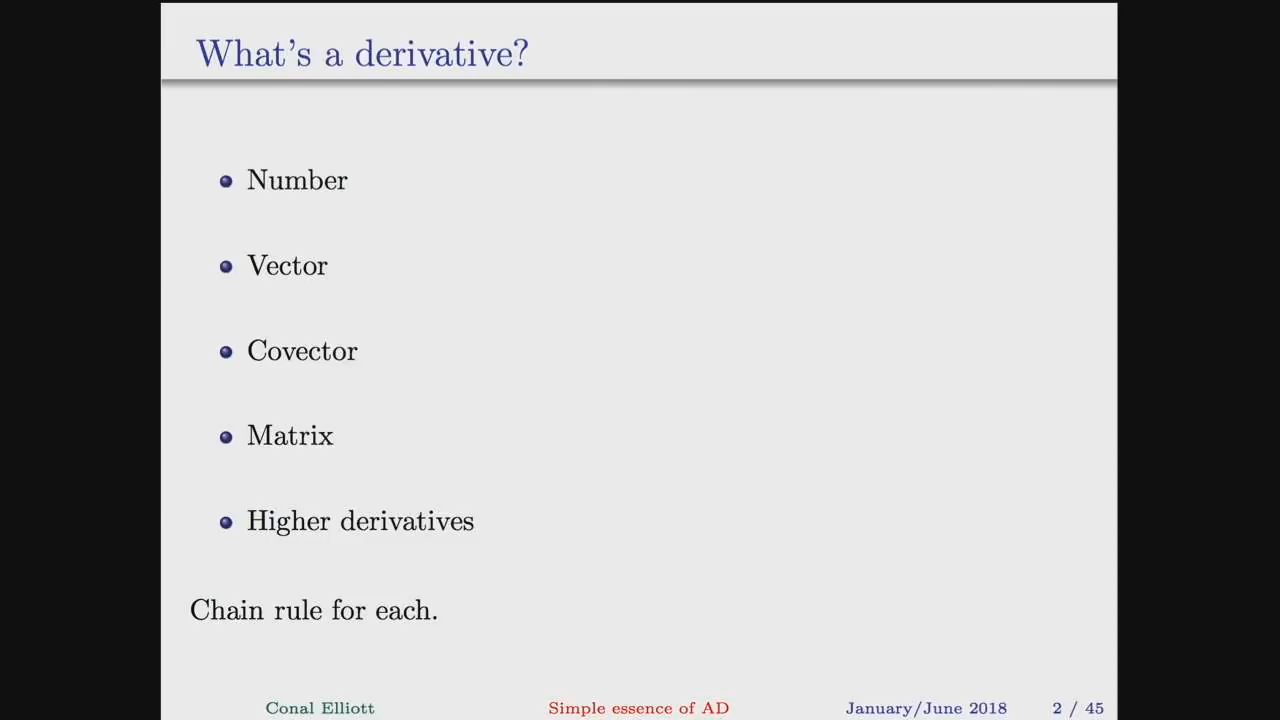 What's a derivative?
Number
Vector
Covector
Matrix
Higher derivatives
Chain rule for each.
Conal Elliott Simple essence of AD January/June 2018 2 / 45